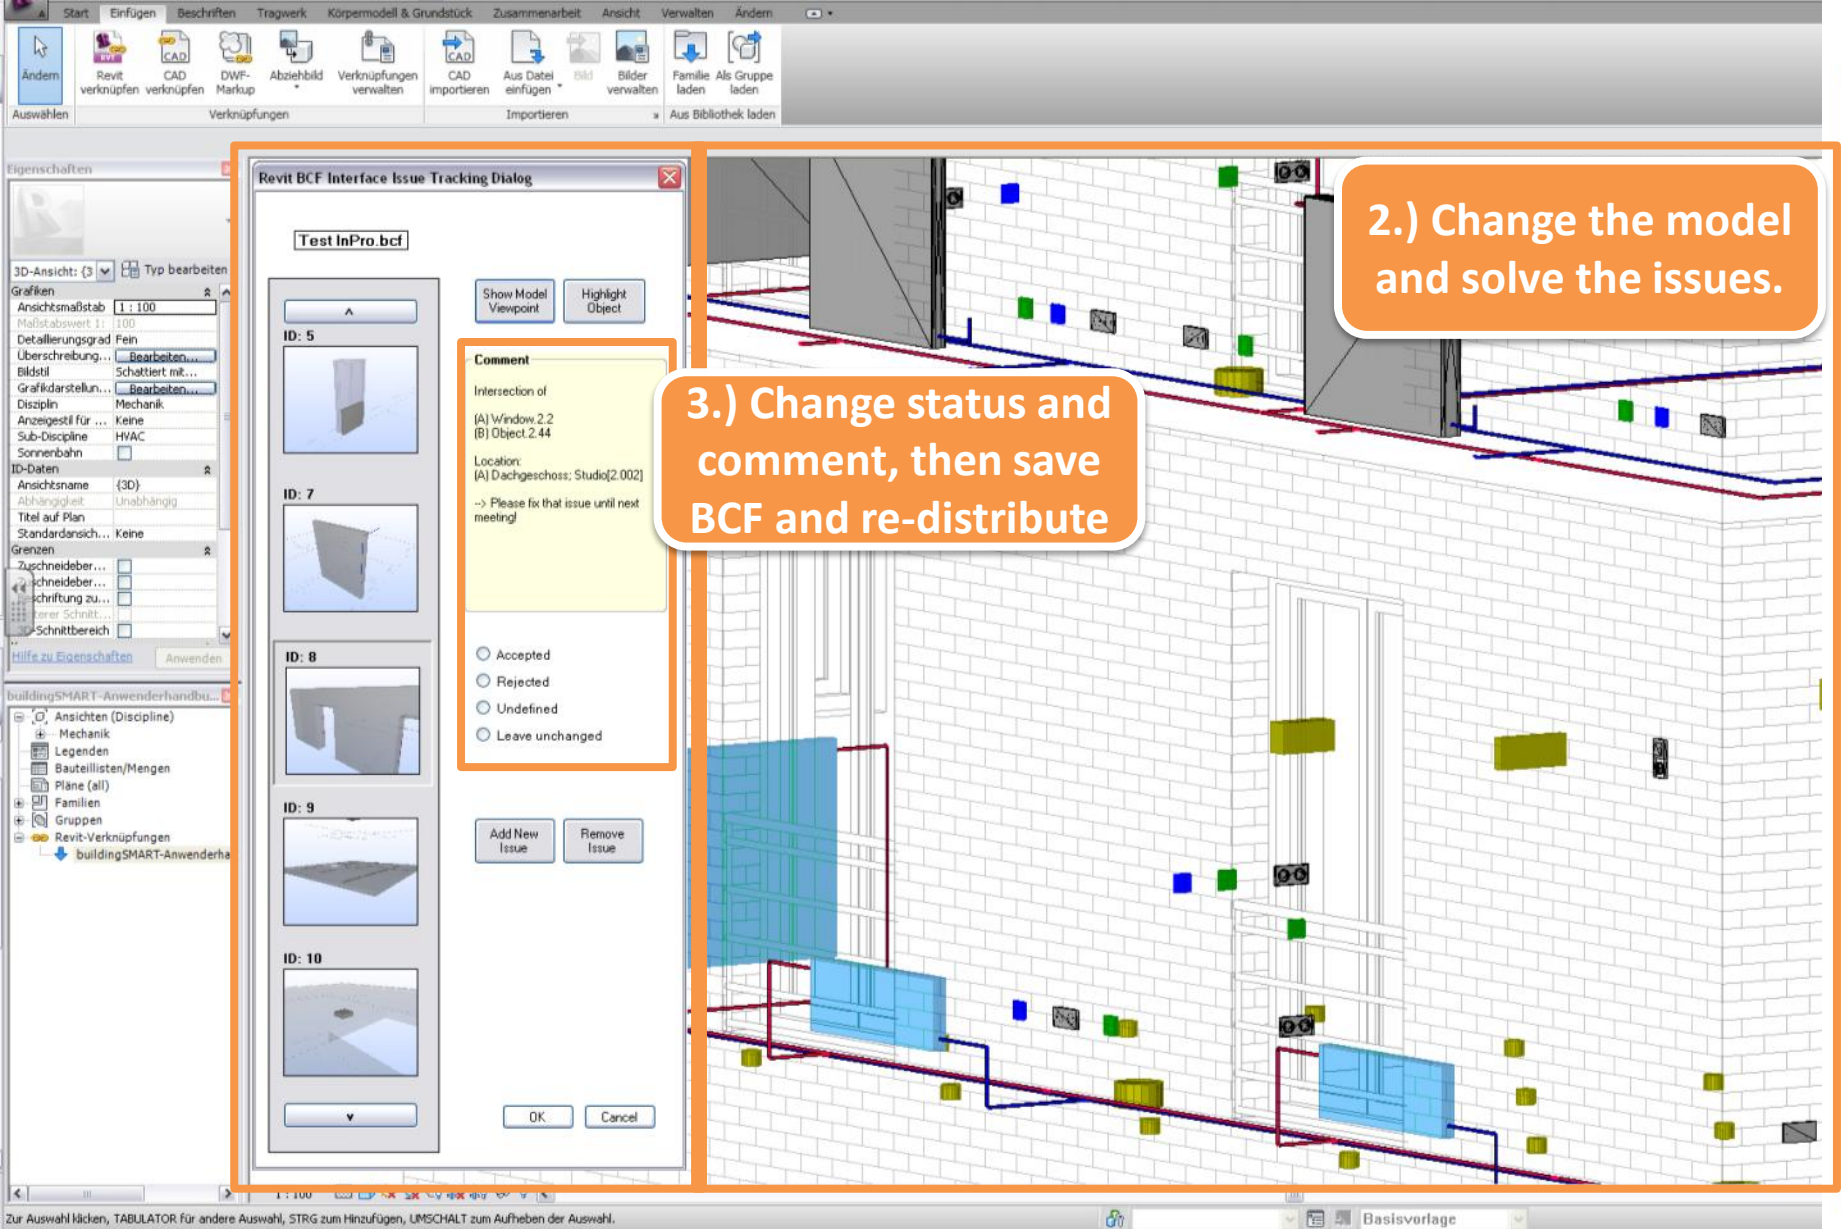 Start Einfügen Beschriften Tragwerk Körpermodell & Grundstück Zusammenarbeit Ansicht Verwalten Ändern
Ändern
Revit verknüpfen
CAD verknüpfen
DWF-Markup
Abziehbild
Verknüpfungen verwalten
CAD importieren
Aus Datei einfügen
Bild
Bilder verwalten
Familie laden
Als Gruppe laden
Auswählen
Verknüpfungen
Importieren
Aus Bibliothek laden
Eigenschaften
3D-Ansicht: {3
Typ bearbeiten
Grafiken
Ansichtsmaßstab 1 : 100
Maßstabswert 1: 100
Detaillierungsgrad Fein
Überschreibung... Bearbeiten...
Bildstil Schattiert mit...
Grafikdarstellun... Bearbeiten...
Disziplin Mechanik
Anzeigestil für ... Keine
Sub-Discipline HVAC
Sonnenbahn
ID-Daten
Ansichtsname {3D}
Abhängigkeit Unabhängig
Titel auf Plan
Standardansich... Keine
Grenzen
Zuschneideber...
schneideber...
schriftung zu...
terer Schnitt...
-Schnittbereich
Hilfe zu Eigenschaften
Anwenden
buildingSMART-Anwenderhandbu...
Ansichten (Discipline)
Mechanik
Legenden
Bauteillisten/Mengen
Pläne (all)
Familien
Gruppen
Revit-Verknüpfungen
buildingSMART-Anwenderha
Revit BCF Interface Issue Tracking Dialog
Test InPro.bcf
ID: 5
ID: 7
ID: 8
ID: 9
ID: 10
Show Model
Viewpoint
Highlight
Object
Comment
Intersection of
(A) Window.2.2
(B) Object.2.44
Location:
(A) Dachgeschoss; Studio[2.002]
--> Please fix that issue until next
meeting!
Accepted
Rejected
Undefined
Leave unchanged
Add New
Issue
Remove
Issue
OK
Cancel
2.) Change the model
and solve the issues.
3.) Change status and
comment, then save
BCF and re-distribute
1 : 100
Zur Auswahl klicken, TABULATOR für andere Auswahl, STRG zum Hinzufügen, UMSCHALT zum Aufheben der Auswahl.
Basisvorlage